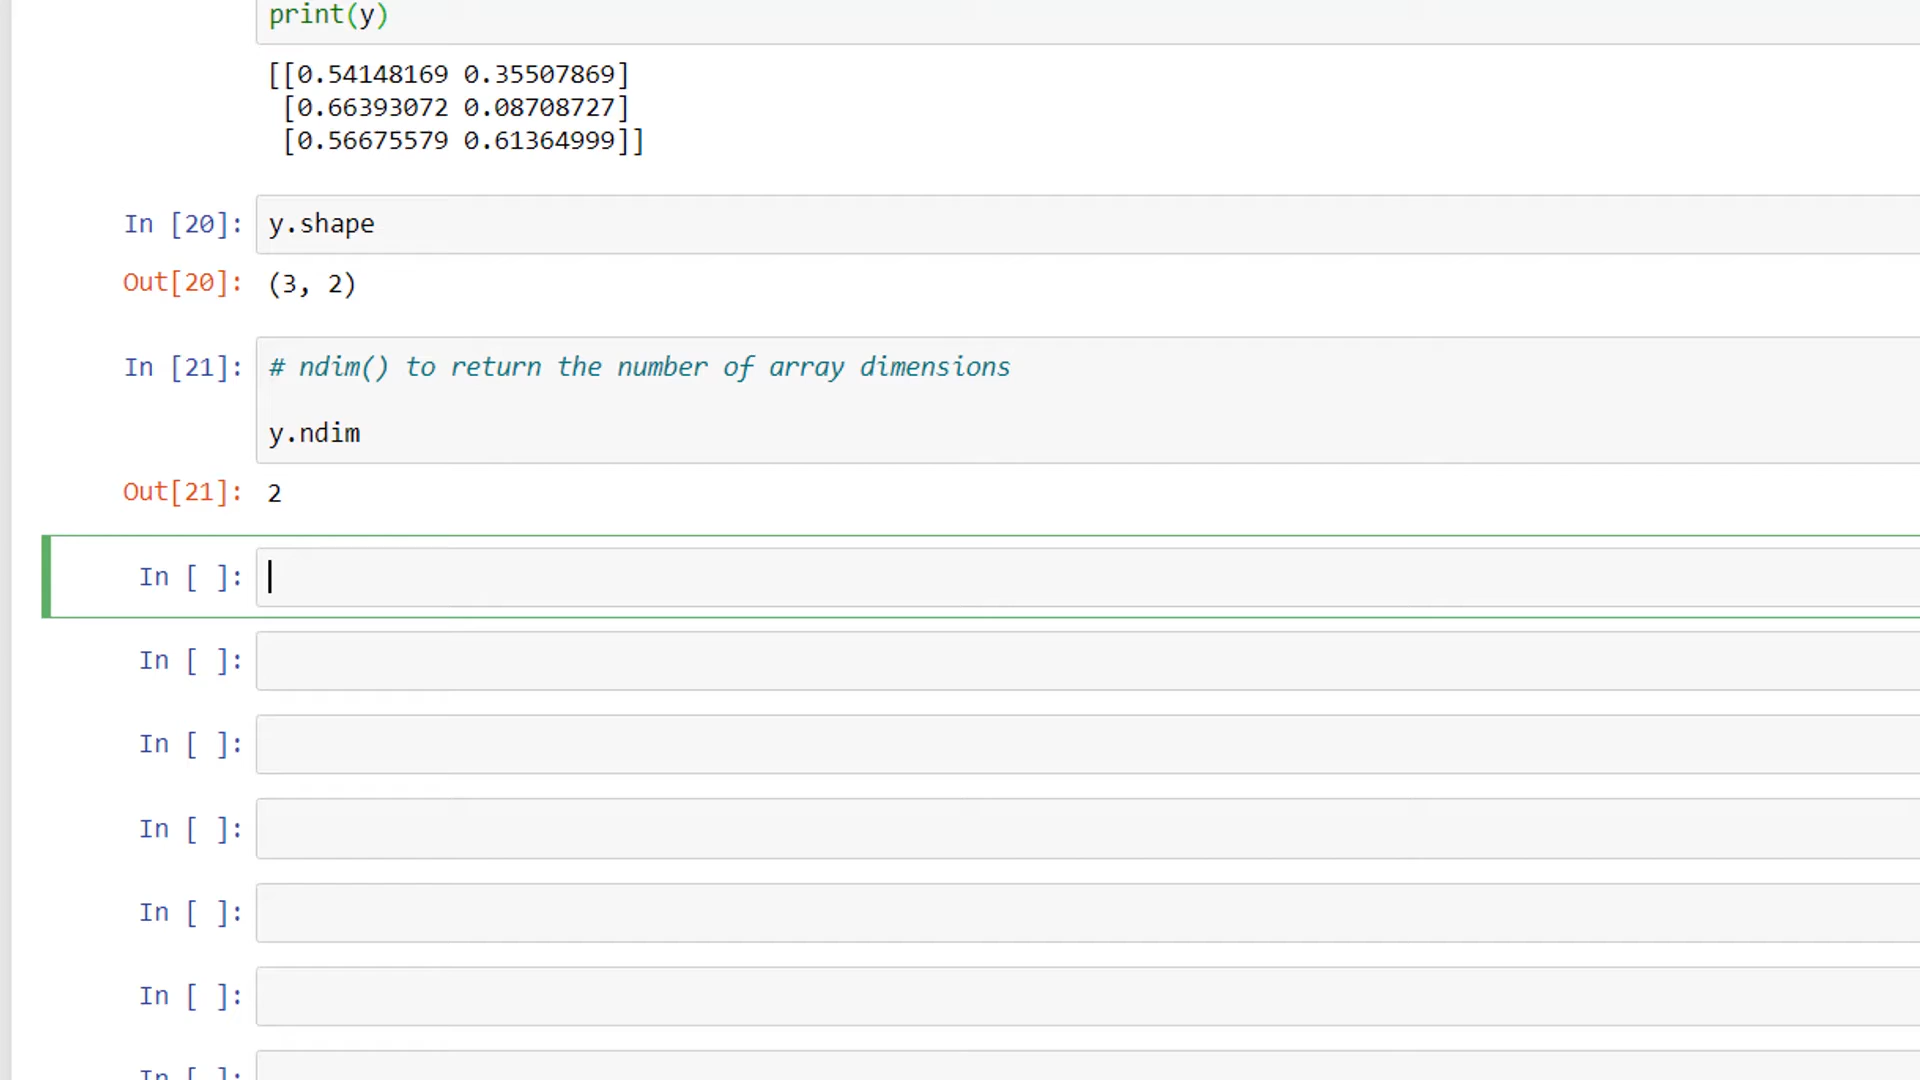 print(y)
[[0.54148169 0.35507869]
 [0.66393072 0.08708727]
 [0.56675579 0.61364999]]
In [20]: y.shape
Out[20]: (3, 2)
In [21]: # ndim() to return the number of array dimensions
y.ndim
Out[21]: 2
In [ ]:
In [ ]:
In [ ]:
In [ ]:
In [ ]:
In [ ]:
In [ ]: